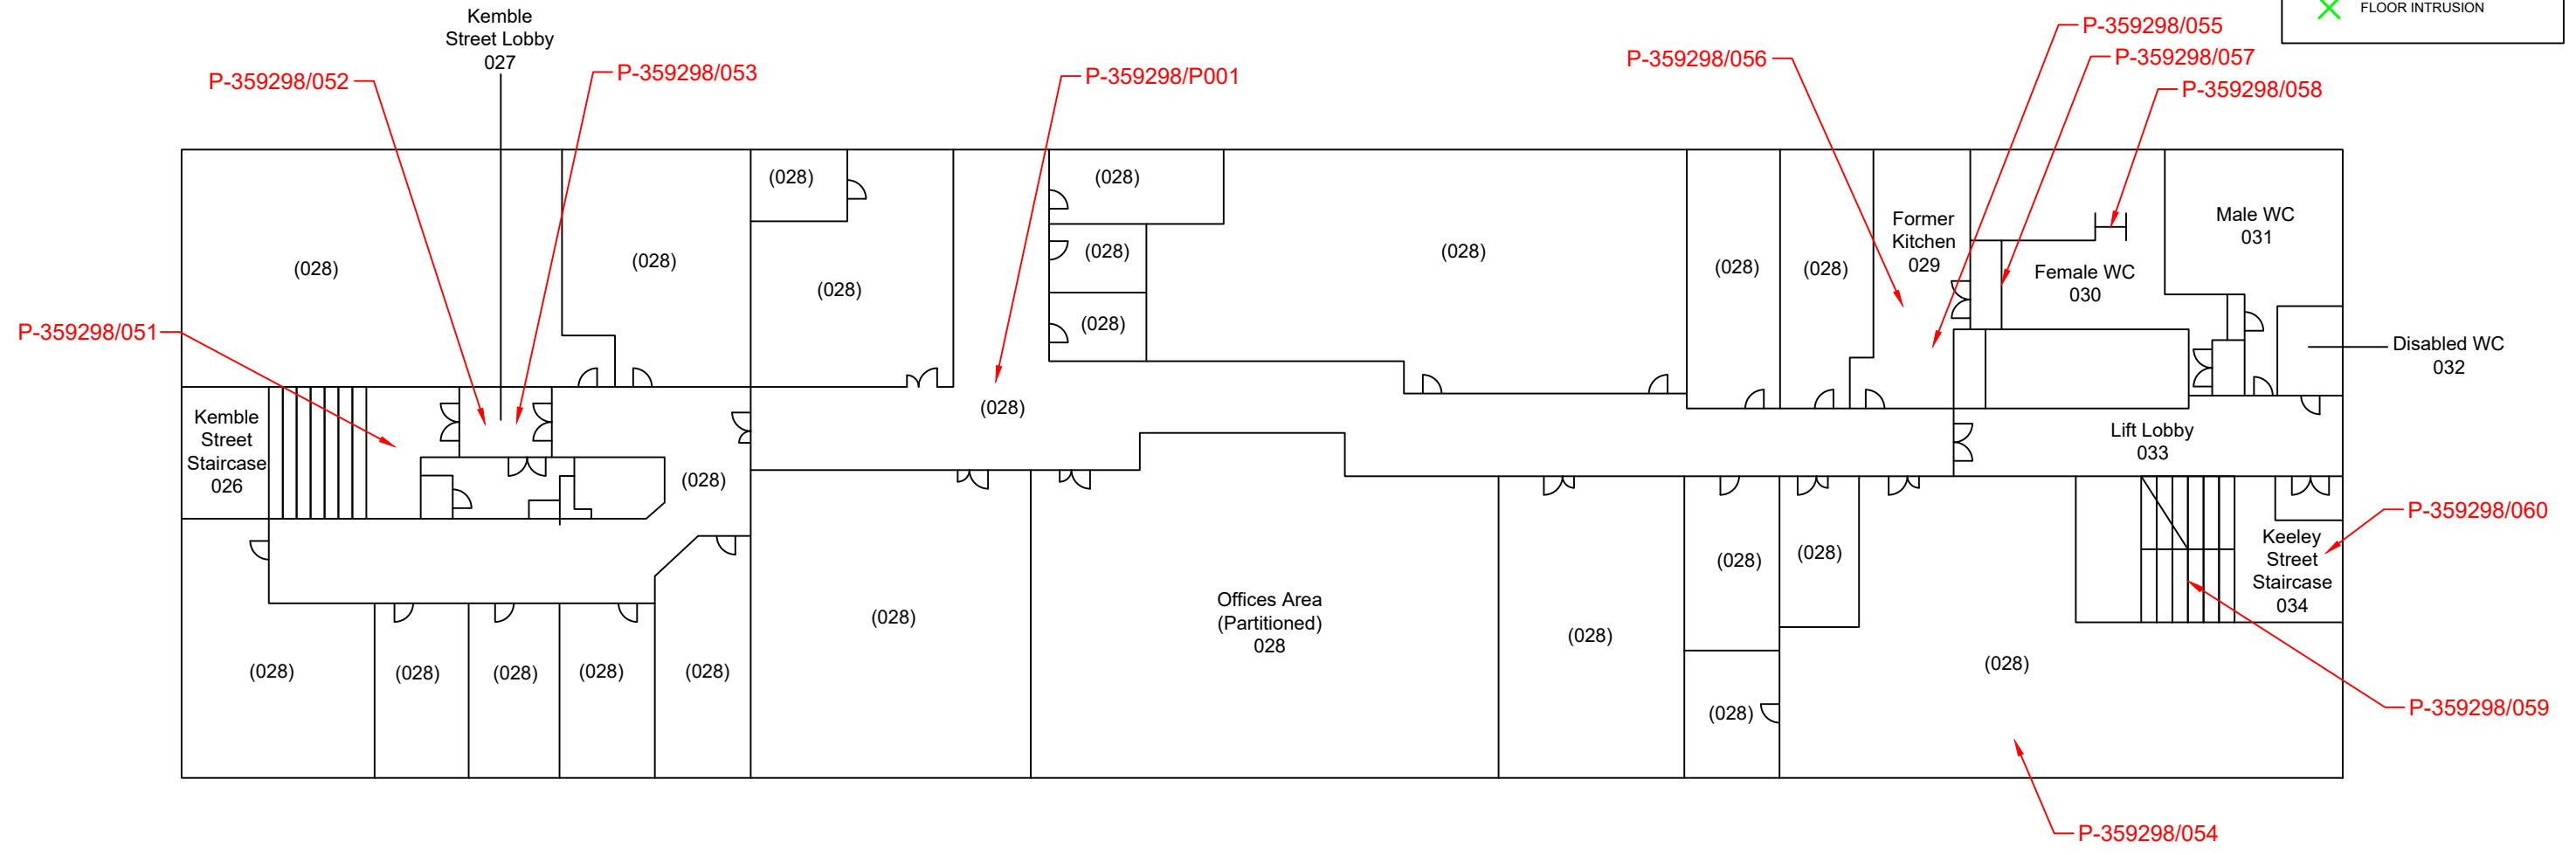 FLOOR INTRUSION
Kemble
Street Lobby
027
P-359298/052
P-359298/053
P-359298/P001
P-359298/056
P-359298/055
P-359298/057
P-359298/058
(028)
(028)
(028)
(028)
(028)
(028)
(028)
(028)
(028)
(028)
(028)
Former
Kitchen
029
Female WC
030
Male WC
031
Disabled WC
032
P-359298/051
Kemble
Street
Staircase
026
(028)
(028)
Lift Lobby
033
P-359298/060
Keeley
Street
Staircase
034
(028)
(028)
(028)
(028)
(028)
(028)
(028)
Offices Area
(Partitioned)
028
(028)
(028)
(028)
(028)
(028)
P-359298/059
P-359298/054